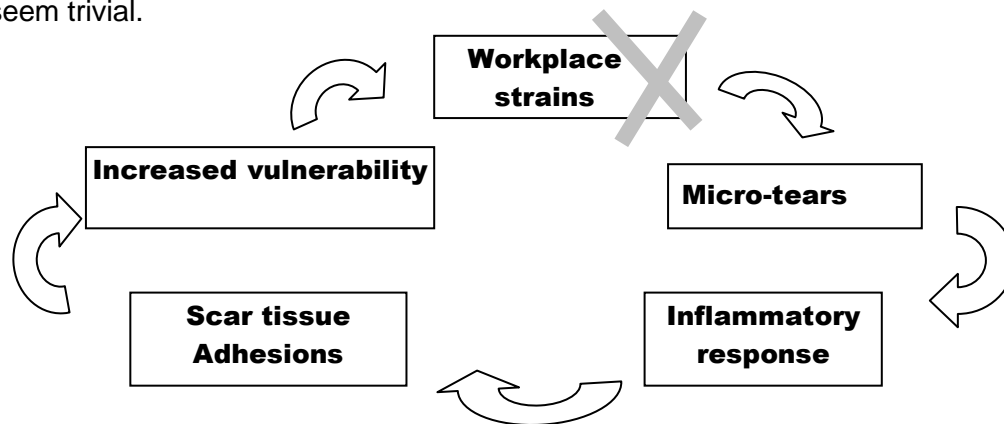 seem trivial.
Workplace
strains
Increased vulnerability
Micro-tears
Scar tissue
Adhesions
Inflammatory
response